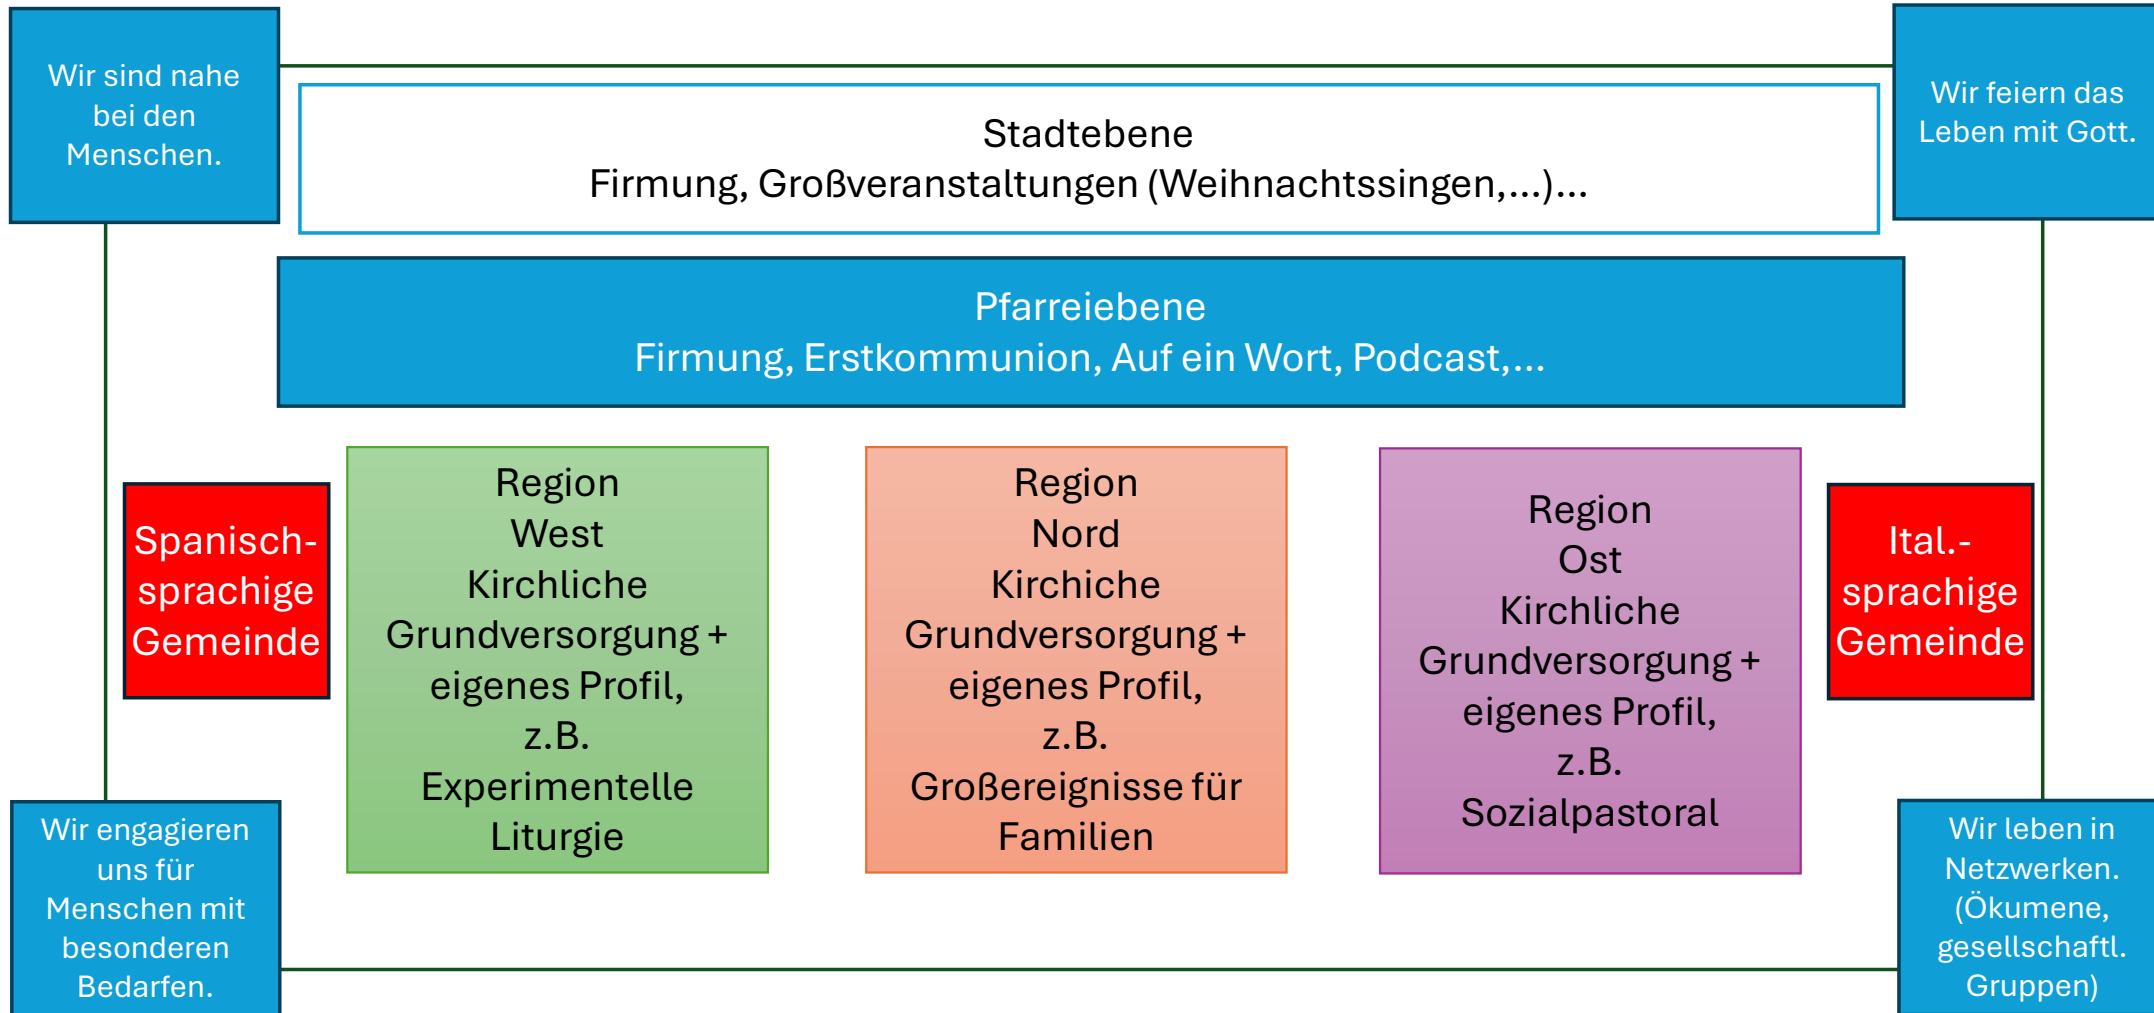 Wir sind nahe
bei den
Menschen.
Wir feiern das
Leben mit Gott.
Stadtebene
Firmung, Großveranstaltungen (Weihnachtssingen,...)...
Pfarreiebene
Firmung, Erstkommunion, Auf ein Wort, Podcast,...
Spanisch-
sprachige
Gemeinde
Region
West
Kirchliche
Grundversorgung +
eigenes Profil,
z.B.
Experimentelle
Liturgie
Region
Nord
Kirchiche
Grundversorgung +
eigenes Profil,
z.B.
Großereignisse für
Familien
Region
Ost
Kirchliche
Grundversorgung +
eigenes Profil,
z.B.
Sozialpastoral
Ital.-
sprachige
Gemeinde
Wir engagieren
uns für
Menschen mit
besonderen
Bedarfen.
Wir leben in
Netzwerken.
(Ökumene,
gesellschaftl.
Gruppen)